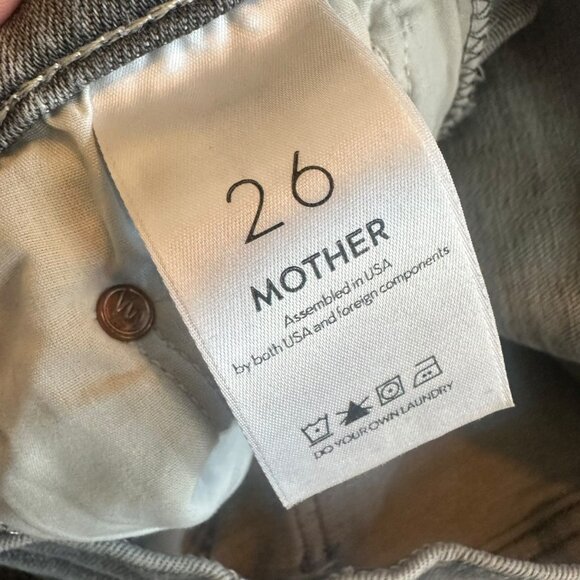 26
MOTHER
Assembled in USA
by both USA and foreign components
DO YOUR OWN LAUNDRY